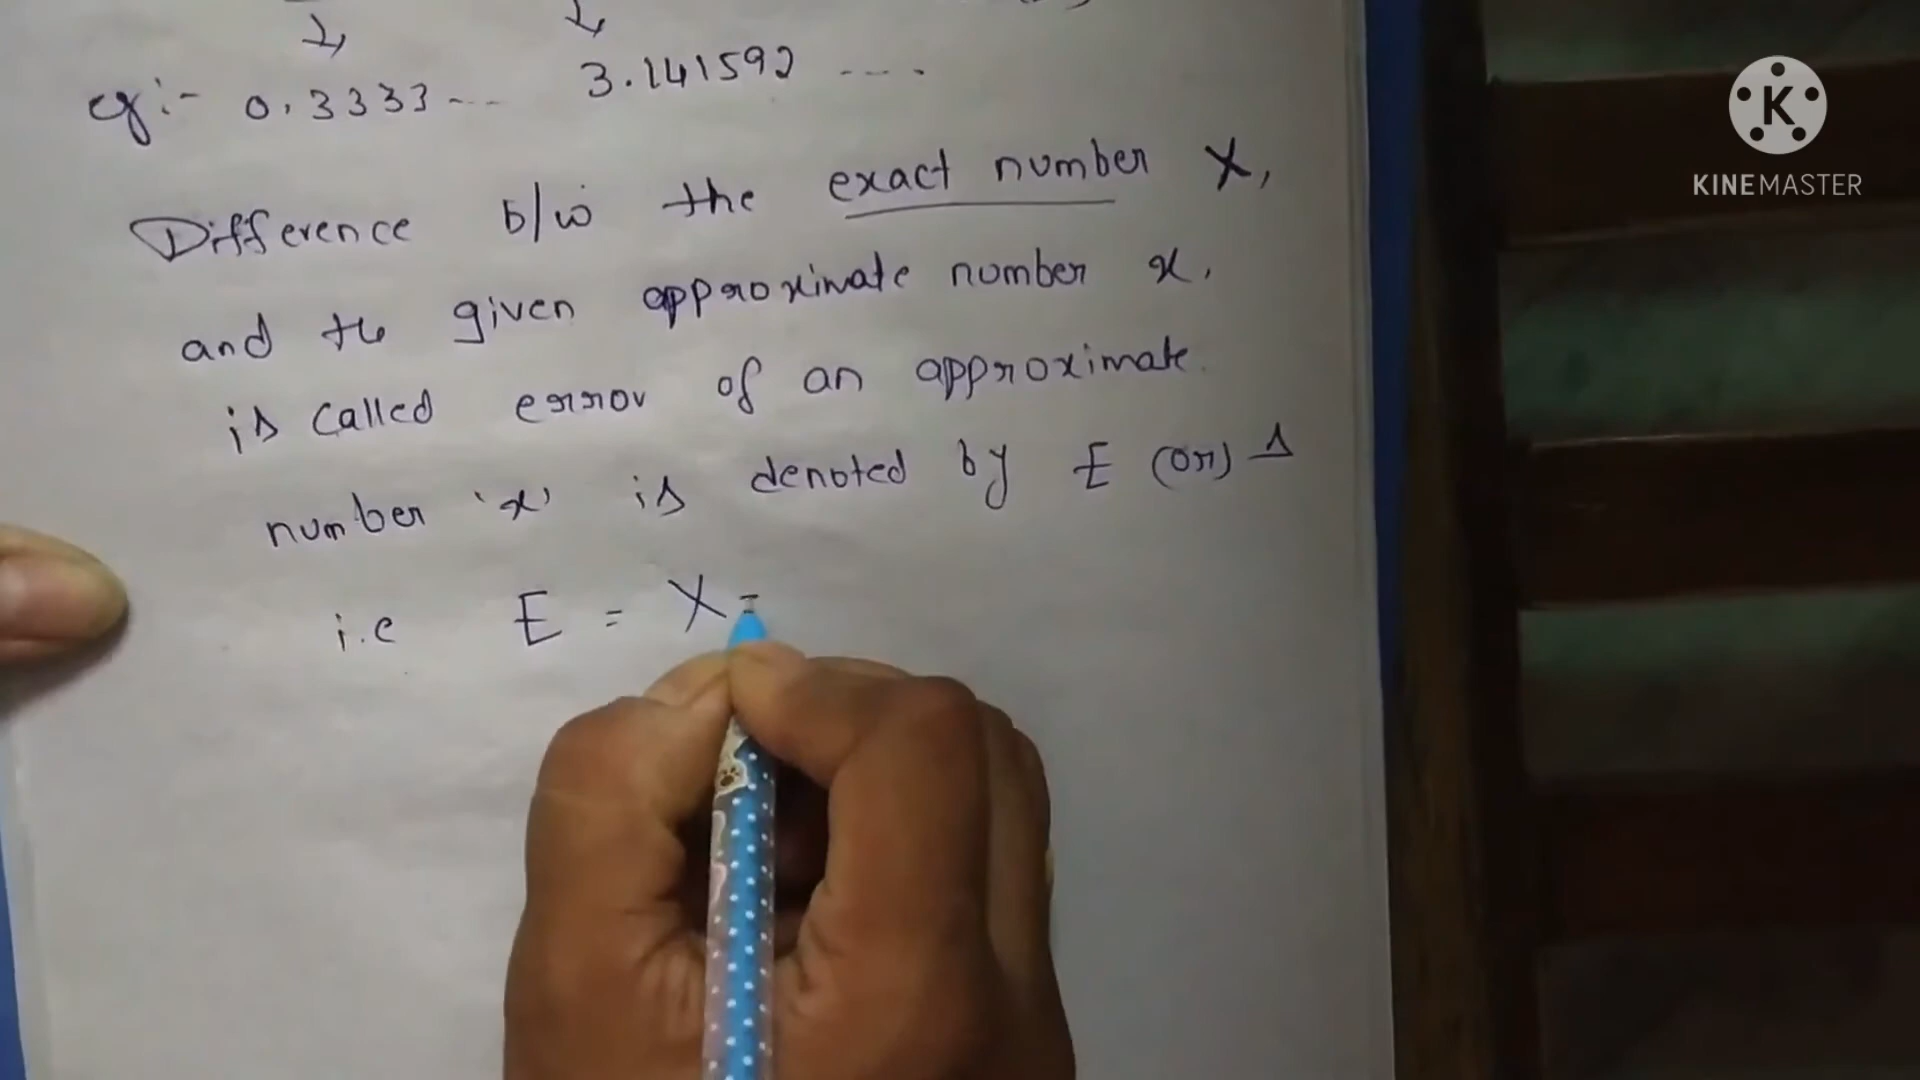 eg:- 0.3333--- 3.141592 ----.
Difference b/w the exact number X,
and the given approximate number x.
is called error of an approximate.
number 'x' is denoted by E (or) Δ
i.e E = X -
KINEMASTER